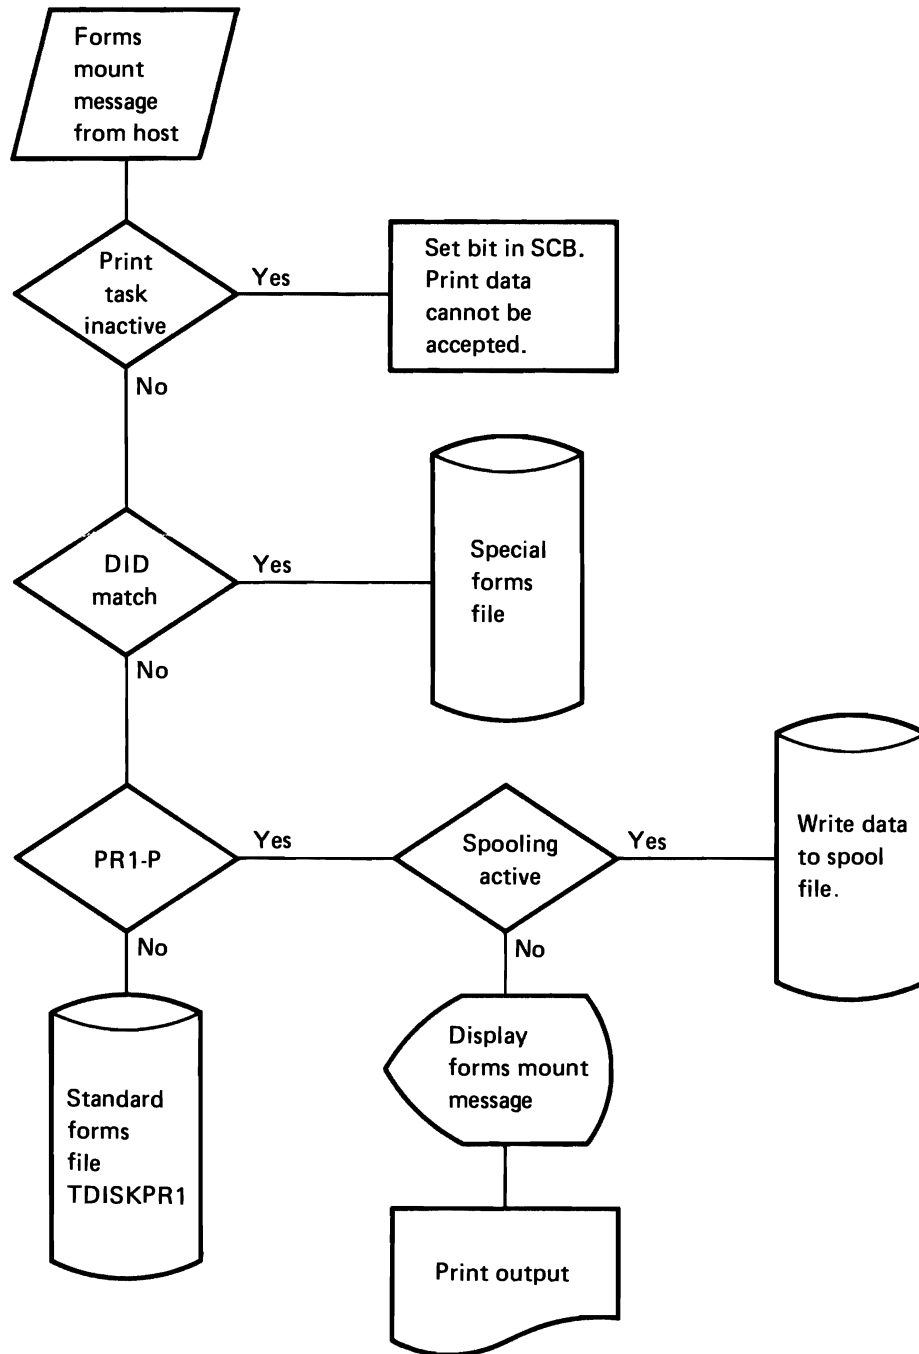 Forms
mount
message
from host
Print
task
inactive
Yes
Set bit in SCB.
Print data
cannot be
accepted.
No
DID
match
Yes
Special
forms
file
No
PR1-P
Yes
Spooling
active
Yes
Write data
to spool
file.
No
Standard
forms
file
TDISKPR1
No
Display
forms mount
message
Print output